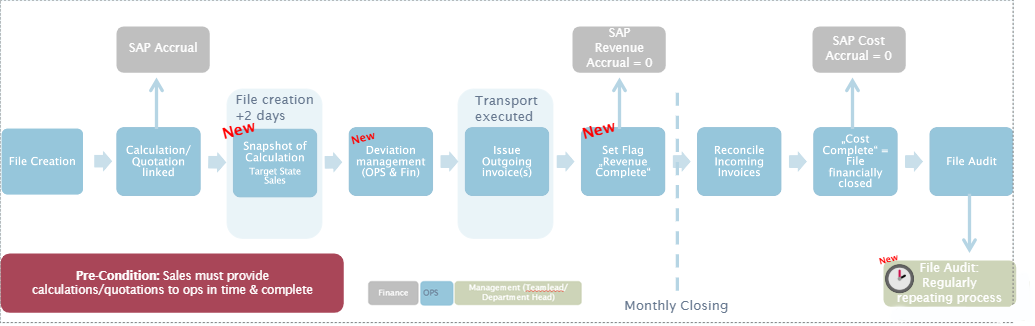 SAP Accrual
SAP
Revenue
Accrual = 0
SAP Cost
Accrual = 0
File creation
+2 days
Transport
executed
File Creation
Calculation/
Quotation
linked
New
Snapshot of
Calculation
Target State
Sales
New
Deviation
management
(OPS & Fin)
Issue
Outgoing
Invoice(s)
New
Set Flag
„Revenue
Complete"
Reconcile
Incoming
Invoices
„Cost
Complete" =
File
financially
closed
File Audit
Pre-Condition: Sales must provide
calculations/quotations to ops in time & complete
Finance
OPS
Management (Teamlead/
Department Head)
Monthly Closing
New
File Audit:
Regularly
repeating process